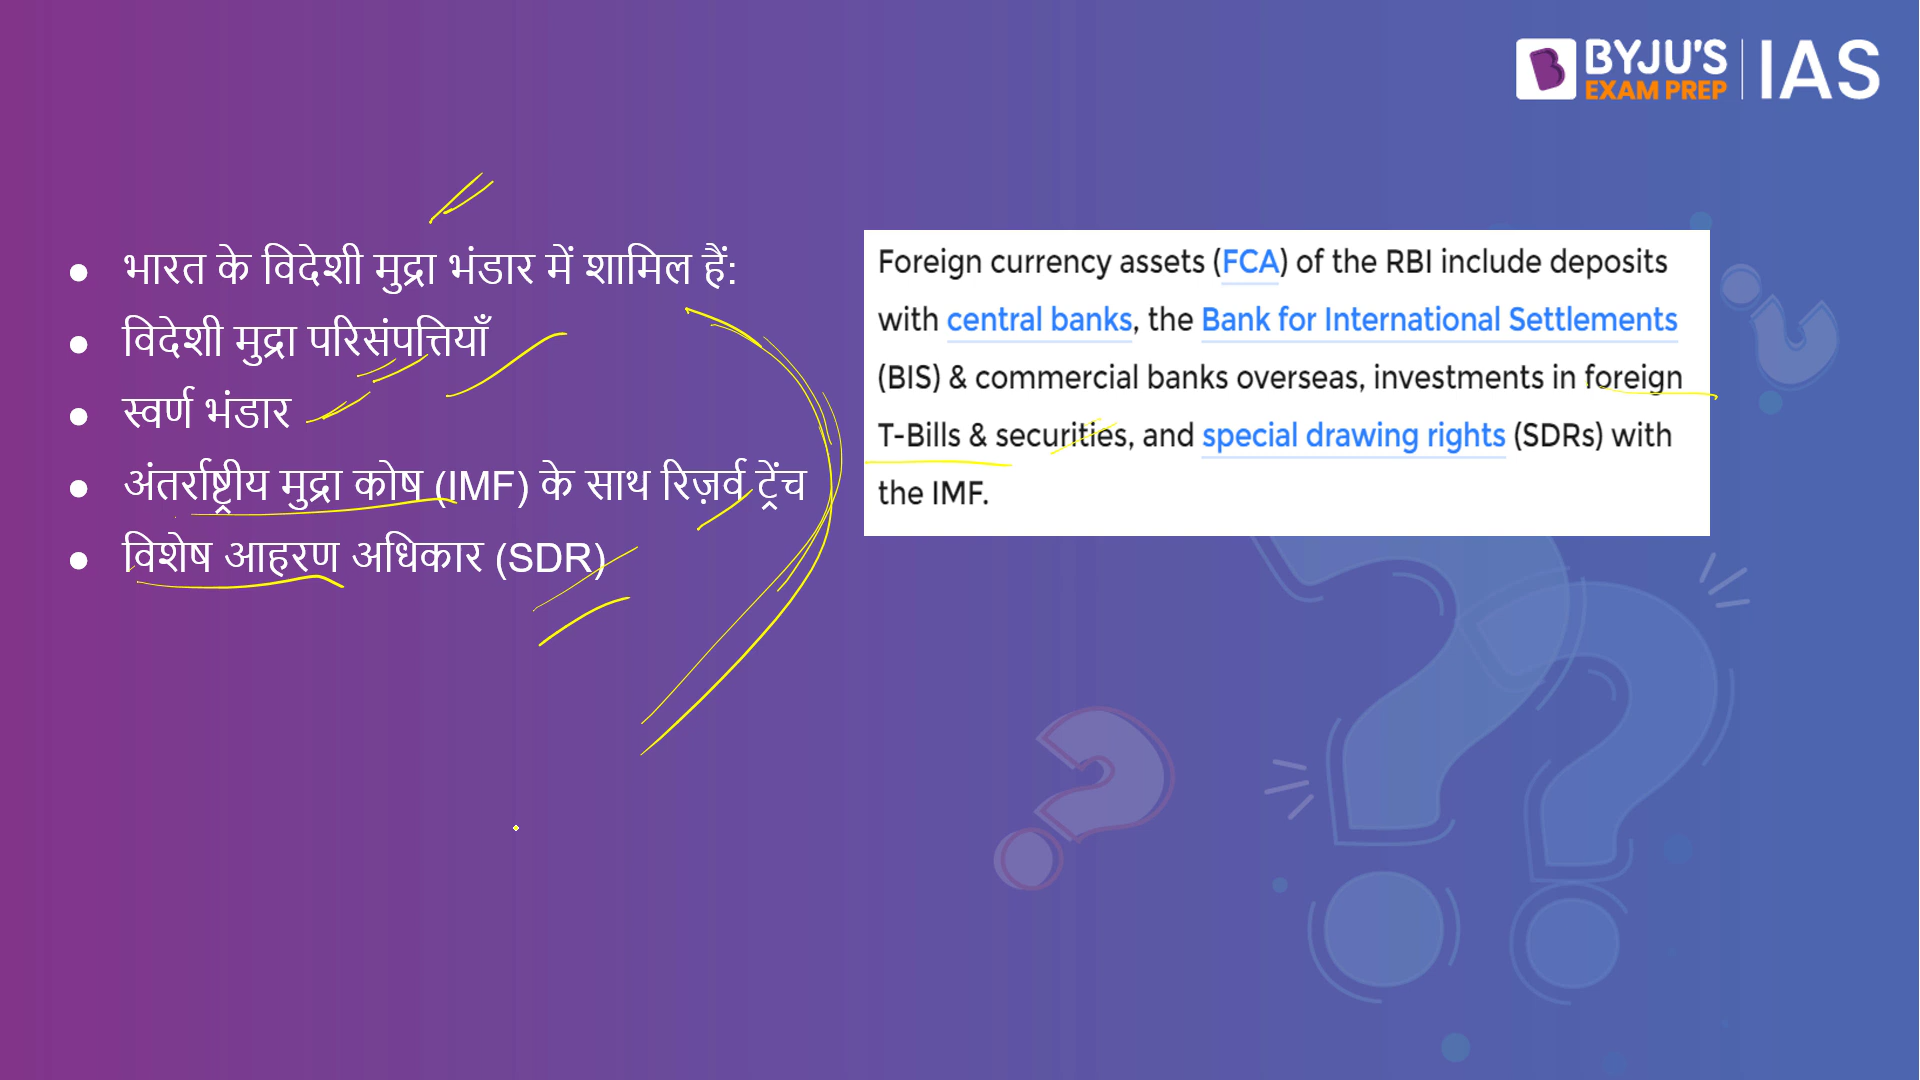 BYJU'S
EXAM PREP
IAS
● भारत के विदेशी मुद्रा भंडार में शामिल हैं:
● विदेशी मुद्रा परिसंपत्तियाँ
● स्वर्ण भंडार
● अंतर्राष्ट्रीय मुद्रा कोष (IMF) के साथ रिज़र्व ट्रेंच
● विशेष आहरण अधिकार (SDR)
Foreign currency assets (FCA) of the RBI include deposits
with central banks, the Bank for International Settlements
(BIS) & commercial banks overseas, investments in foreign
T-Bills & securities, and special drawing rights (SDRs) with
the IMF.